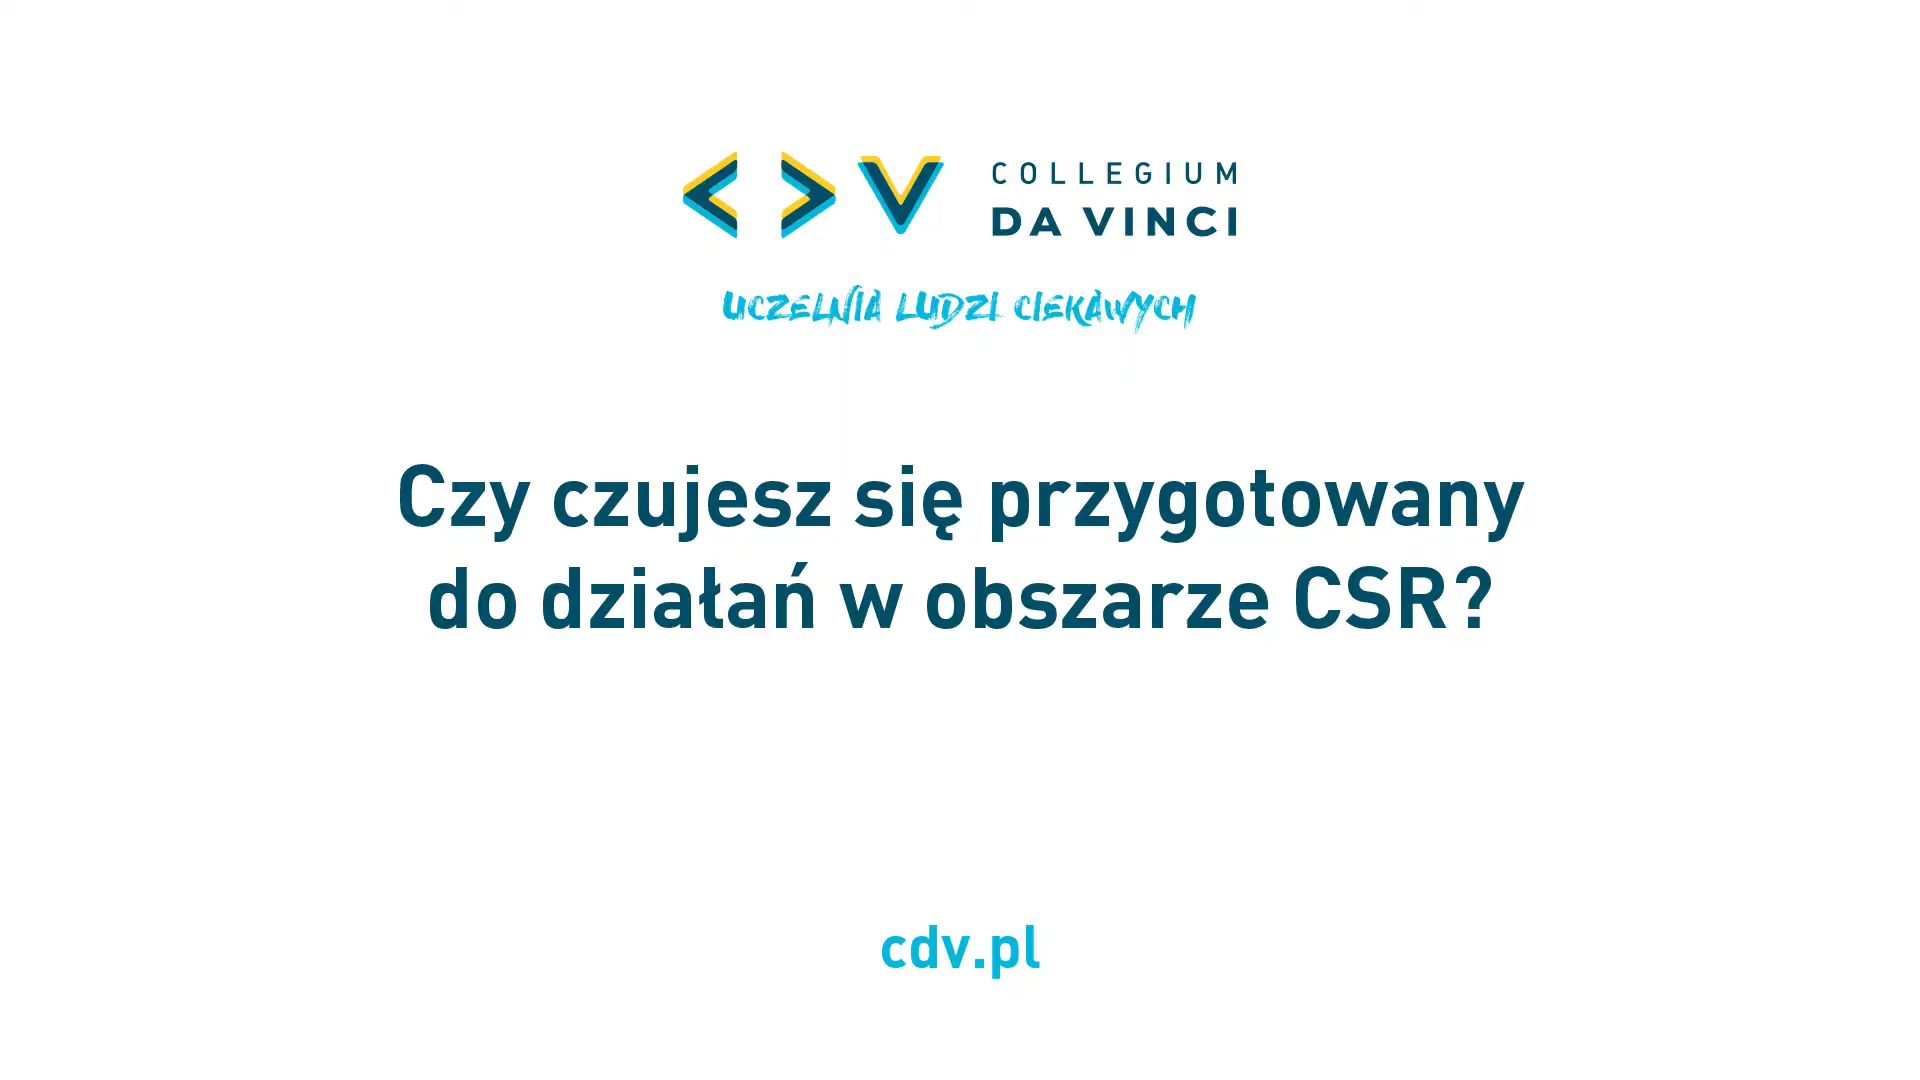 COLLEGIUM
DA VINCI
UCZELNIA LUDZI CIEKAWYCH
Czy czujesz się przygotowany
do działań w obszarze CSR?
cdv.pl